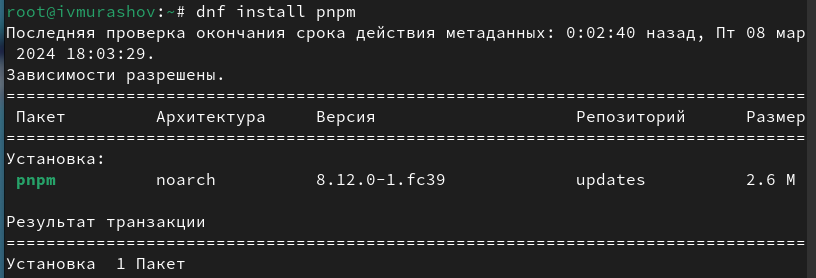 root@ivmurashov:~# dnf install pnpm
Последняя проверка окончания срока действия метаданных: 0:02:40 назад, Пт 08 мар
2024 18:03:29.
Зависимости разрешены.
================================================================================
Пакет Архитектура Версия Репозиторий Размер
================================================================================
Установка:
pnpm noarch 8.12.0-1.fc39 updates 2.6 M
Результат транзакции
================================================================================
Установка 1 Пакет